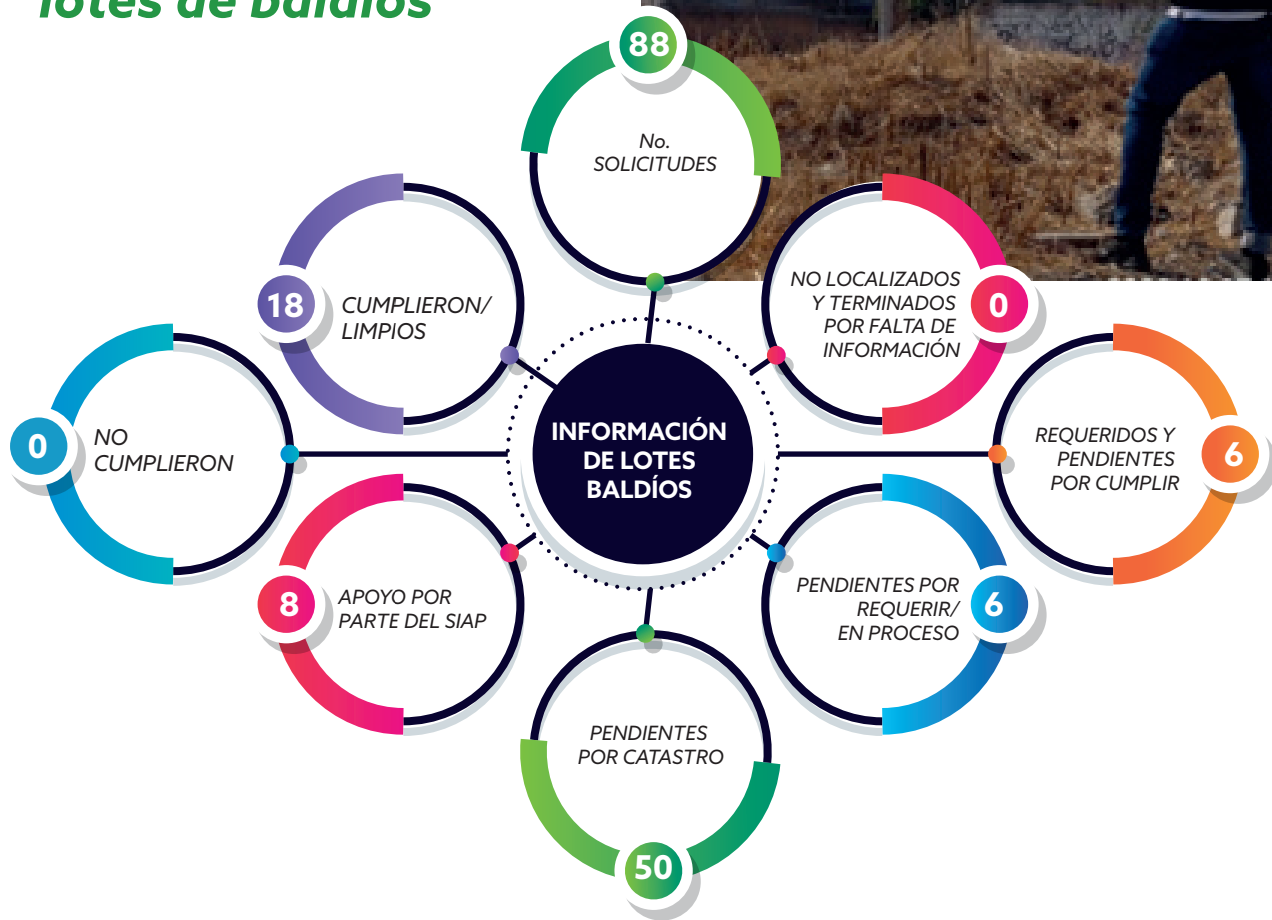 lotes de baldíos
88
No.
SOLICITUDES
18
CUMPLIERON/
LIMPIOS
NO LOCALIZADOS
Y TERMINADOS
POR FALTA DE
INFORMACIÓN
0
0
NO
CUMPLIERON
INFORMACIÓN
DE LOTES
BALDÍOS
REQUERIDOS Y
PENDIENTES
POR CUMPLIR
6
8
APOYO POR
PARTE DEL SIAP
PENDIENTES POR
REQUERIR/
EN PROCESO
6
PENDIENTES
POR CATASTRO
50